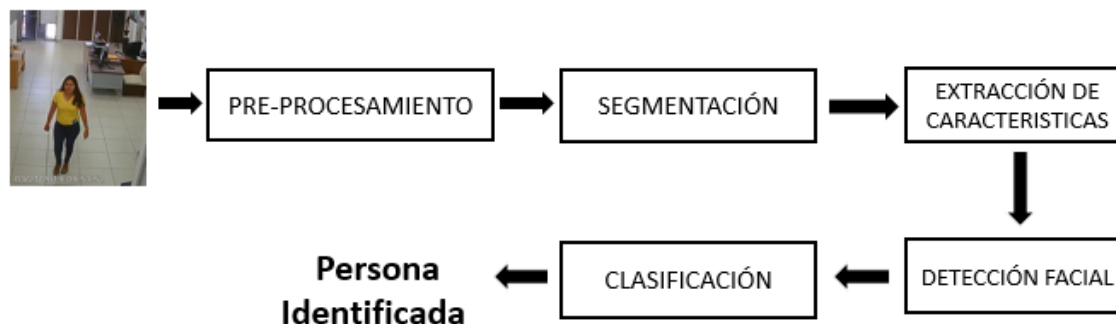 PRE-PROCESAMIENTO
SEGMENTACIÓN
EXTRACCIÓN DE
CARACTERISTICAS
DETECCIÓN FACIAL
CLASIFICACIÓN
Persona
Identificada